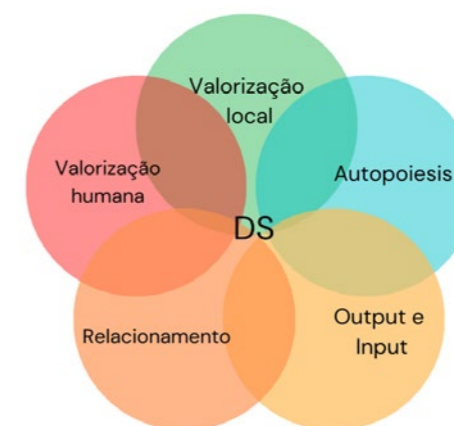 Valorização
local
Valorização
humana
Autopoiesis
DS
Relacionamento
Output e
Input